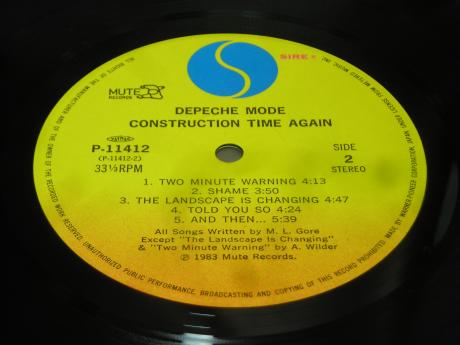 SIRE
MUTE
RECORDS
DEPECHE MODE
CONSTRUCTION TIME AGAIN
P-11412
(P-11412-2)
33⅓RPM
SIDE
2
STEREO
1. TWO MINUTE WARNING 4:13
2. SHAME 3:50
3. THE LANDSCAPE IS CHANGING 4:47
4. TOLD YOU SO 4:24
5. AND THEN... 5:39
All Songs Written by M. L. Gore
Except "The Landscape is Changing"
& "Two Minute Warning" by A. Wilder
Ⓟ 1983 Mute Records.
ALL RIGHTS OF THE MANUFACTURER AND OF THE OWNER OF THE RECORDED WORK RESERVED. UNAUTHORIZED PUBLIC PERFORMANCE, BROADCASTING AND COPYING OF THIS RECORD PROHIBITED. MADE BY WARNER-PIONEER CORPORATION,